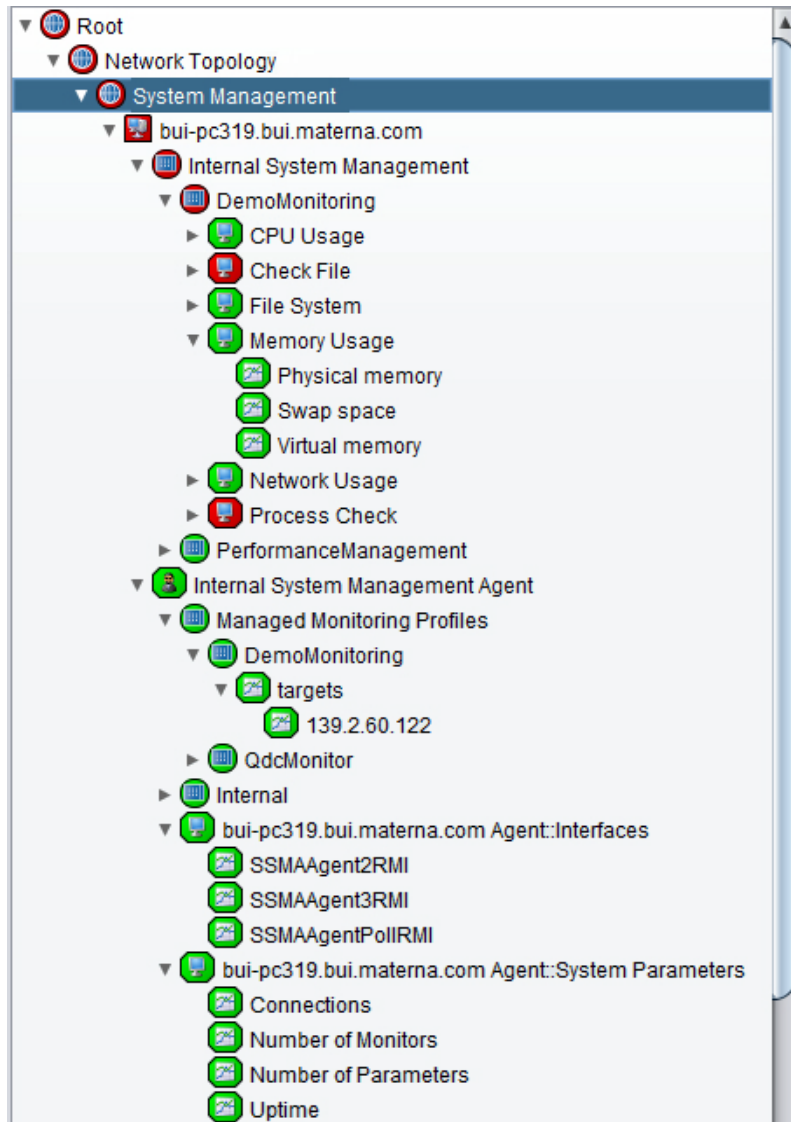 Root
Network Topology
System Management
bui-pc319.bui.materna.com
Internal System Management
DemoMonitoring
CPU Usage
Check File
File System
Memory Usage
Physical memory
Swap space
Virtual memory
Network Usage
Process Check
PerformanceManagement
Internal System Management Agent
Managed Monitoring Profiles
DemoMonitoring
targets
139.2.60.122
QdcMonitor
Internal
bui-pc319.bui.materna.com Agent::Interfaces
SSMAAgent2RMI
SSMAAgent3RMI
SSMAAgentPollRMI
bui-pc319.bui.materna.com Agent::System Parameters
Connections
Number of Monitors
Number of Parameters
Uptime